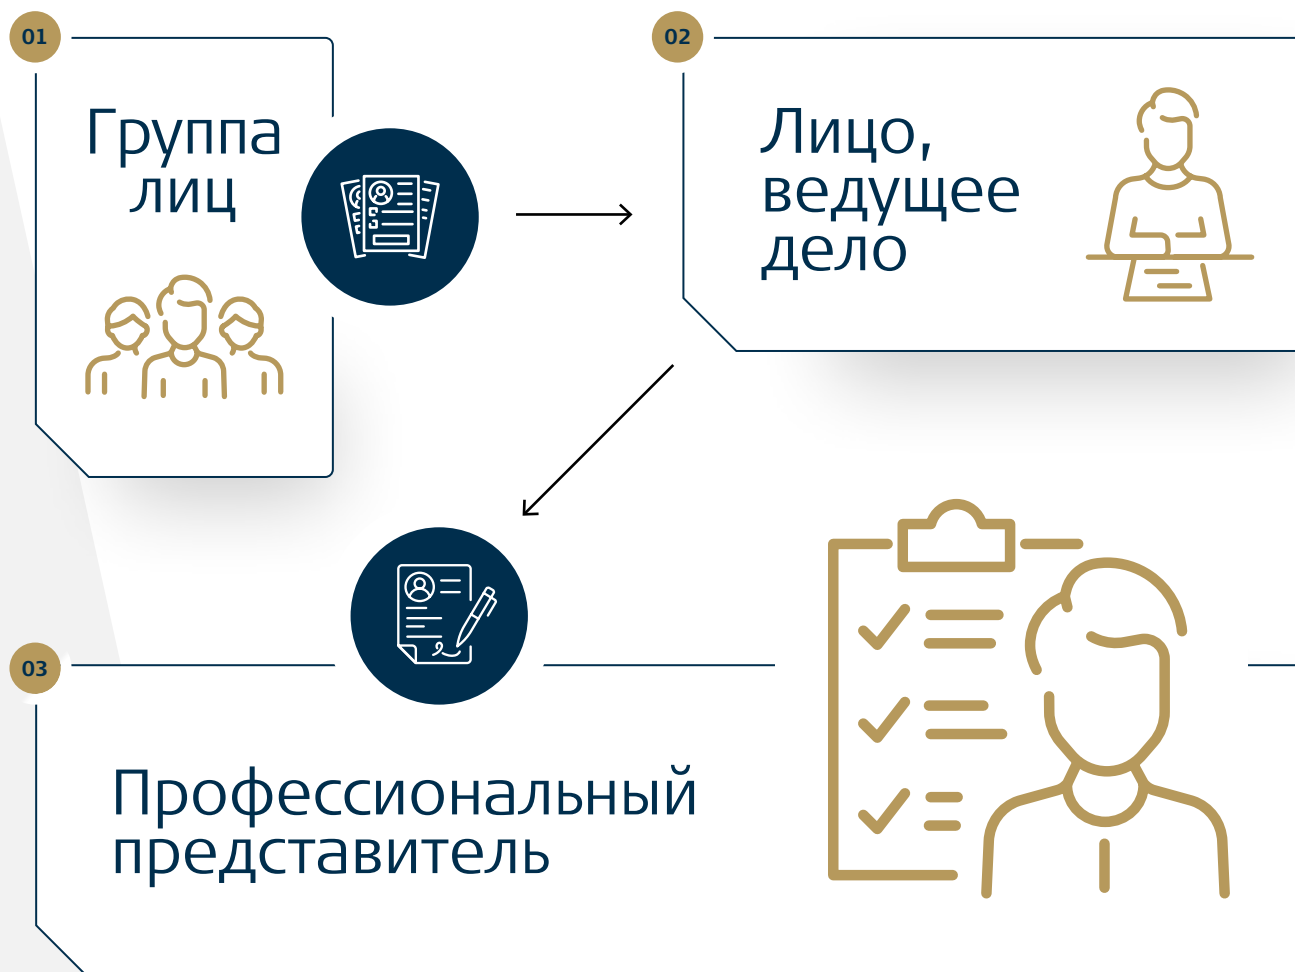 01
Группа
лиц
02
Лицо,
ведущее
дело
03
Профессиональный
представитель